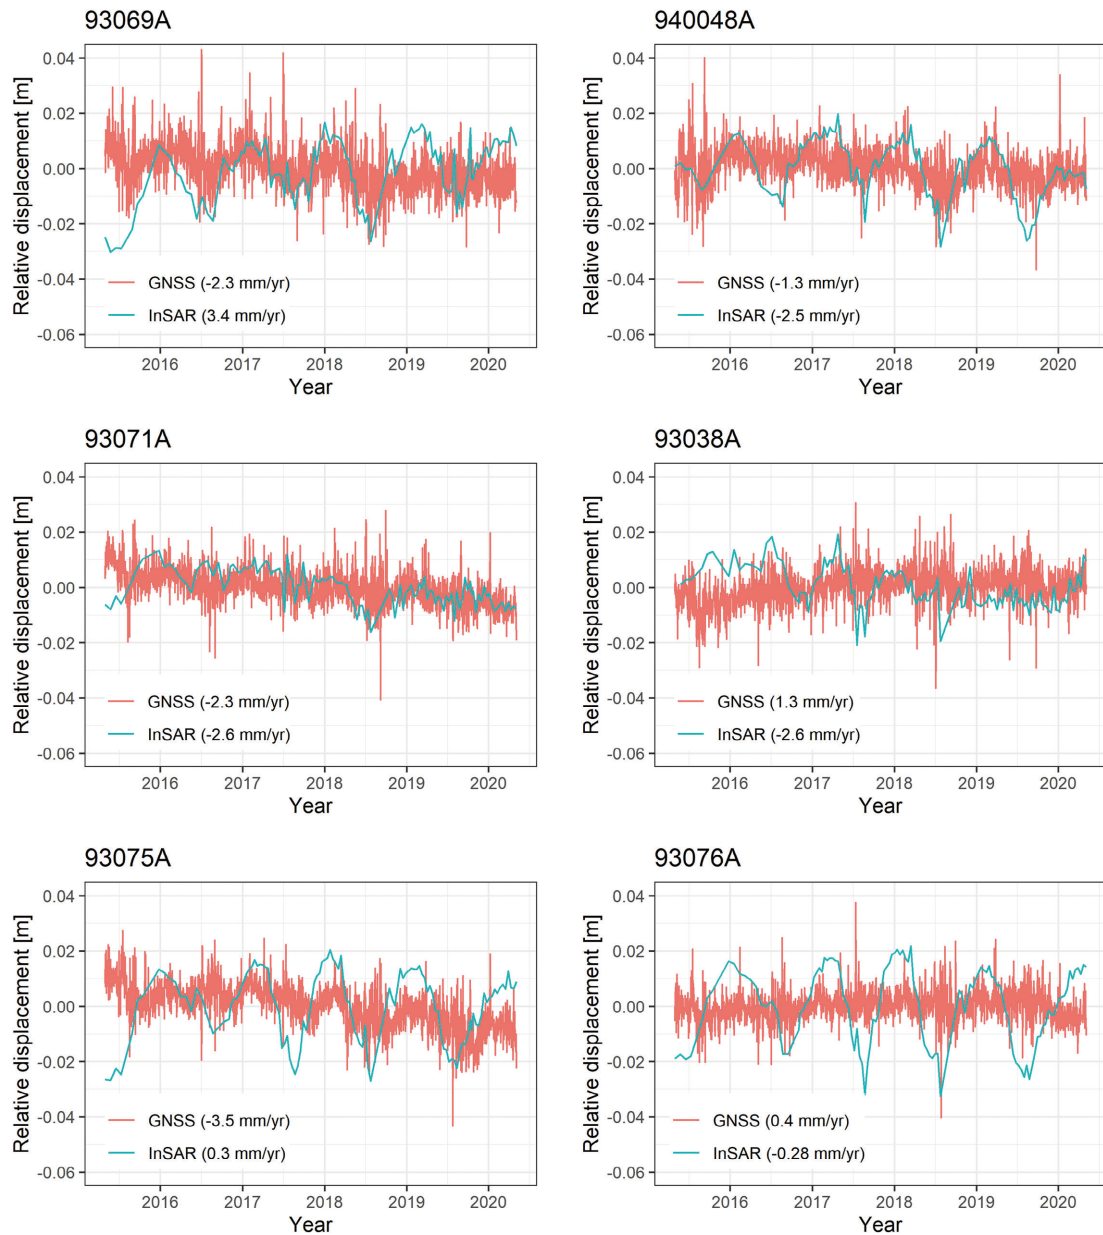 93069A
Relative displacement [m]
0.04
0.02
0.00
-0.02
-0.04
-0.06
GNSS (-2.3 mm/yr)
InSAR (3.4 mm/yr)
2016 2017 2018 2019 2020
Year
940048A
Relative displacement [m]
0.04
0.02
0.00
-0.02
-0.04
-0.06
GNSS (-1.3 mm/yr)
InSAR (-2.5 mm/yr)
2016 2017 2018 2019 2020
Year
93071A
Relative displacement [m]
0.04
0.02
0.00
-0.02
-0.04
-0.06
GNSS (-2.3 mm/yr)
InSAR (-2.6 mm/yr)
2016 2017 2018 2019 2020
Year
93038A
Relative displacement [m]
0.04
0.02
0.00
-0.02
-0.04
-0.06
GNSS (1.3 mm/yr)
InSAR (-2.6 mm/yr)
2016 2017 2018 2019 2020
Year
93075A
Relative displacement [m]
0.04
0.02
0.00
-0.02
-0.04
-0.06
GNSS (-3.5 mm/yr)
InSAR (0.3 mm/yr)
2016 2017 2018 2019 2020
Year
93076A
Relative displacement [m]
0.04
0.02
0.00
-0.02
-0.04
-0.06
GNSS (0.4 mm/yr)
InSAR (-0.28 mm/yr)
2016 2017 2018 2019 2020
Year